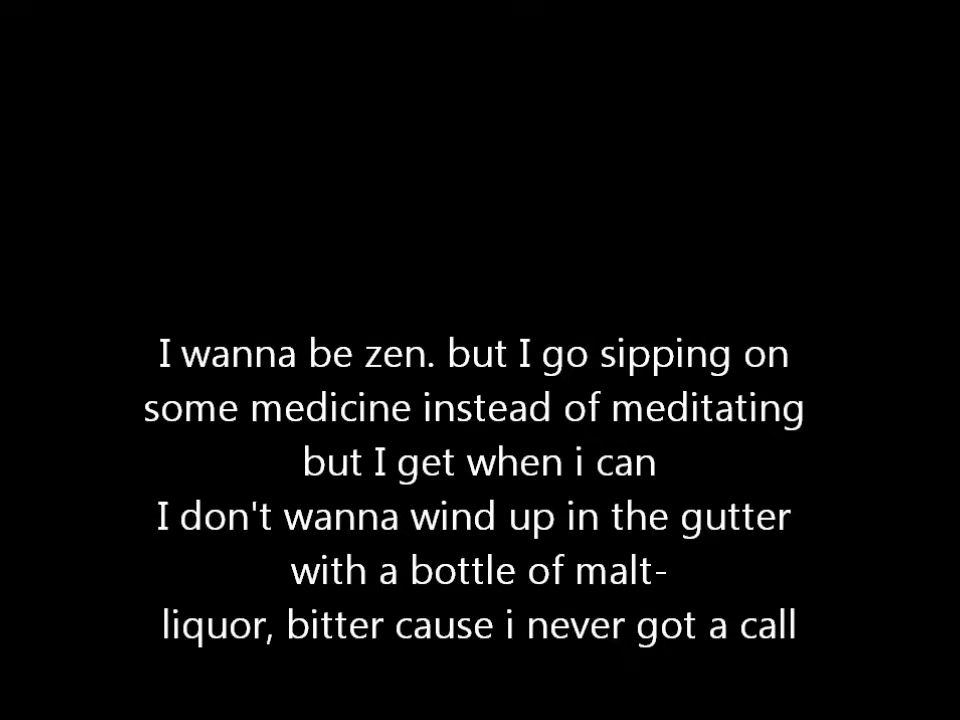 I wanna be zen. but I go sipping on
some medicine instead of meditating
but I get when i can
I don't wanna wind up in the gutter
with a bottle of malt-
liquor, bitter cause i never got a call